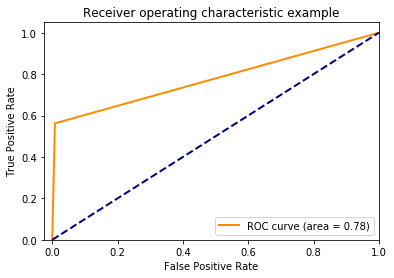 Receiver operating characteristic example
True Positive Rate
1.0
0.8
0.6
0.4
0.2
0.0
ROC curve (area = 0.78)
0.0 0.2 0.4 0.6 0.8 1.0
False Positive Rate